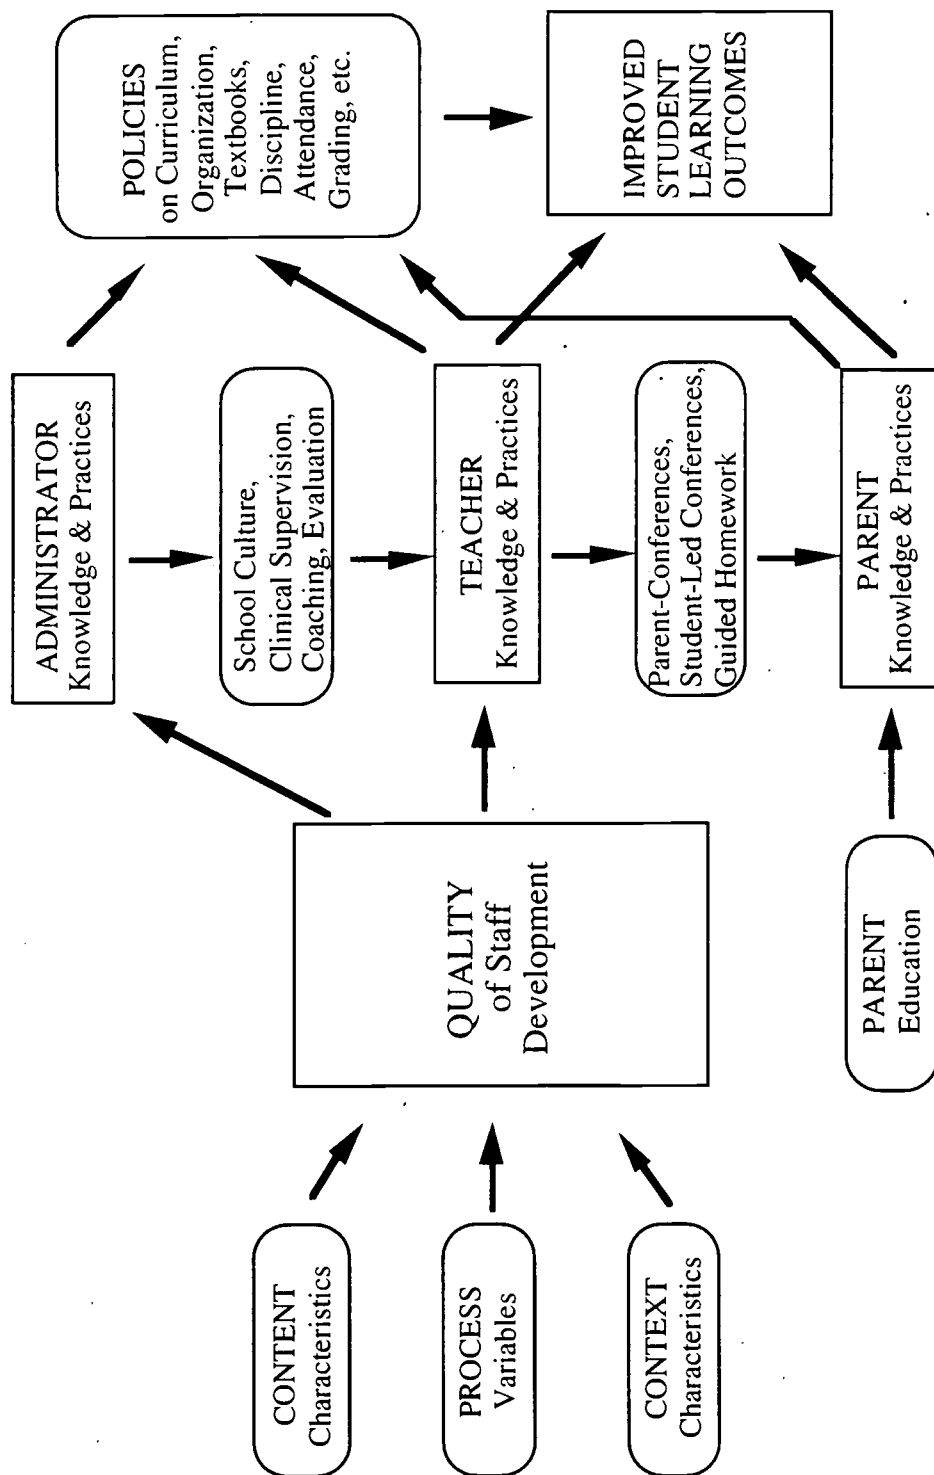 CONTENT
Characteristics
PROCESS
Variables
CONTEXT
Characteristics
QUALITY
of Staff
Development
PARENT
Education
ADMINISTRATOR
Knowledge & Practices
School Culture,
Clinical Supervision,
Coaching, Evaluation
TEACHER
Knowledge & Practices
Parent-Conferences,
Student-Led Conferences,
Guided Homework
PARENT
Knowledge & Practices
POLICIES
on Curriculum,
Organization,
Textbooks,
Discipline,
Attendance,
Grading, etc.
IMPROVED
STUDENT
LEARNING
OUTCOMES